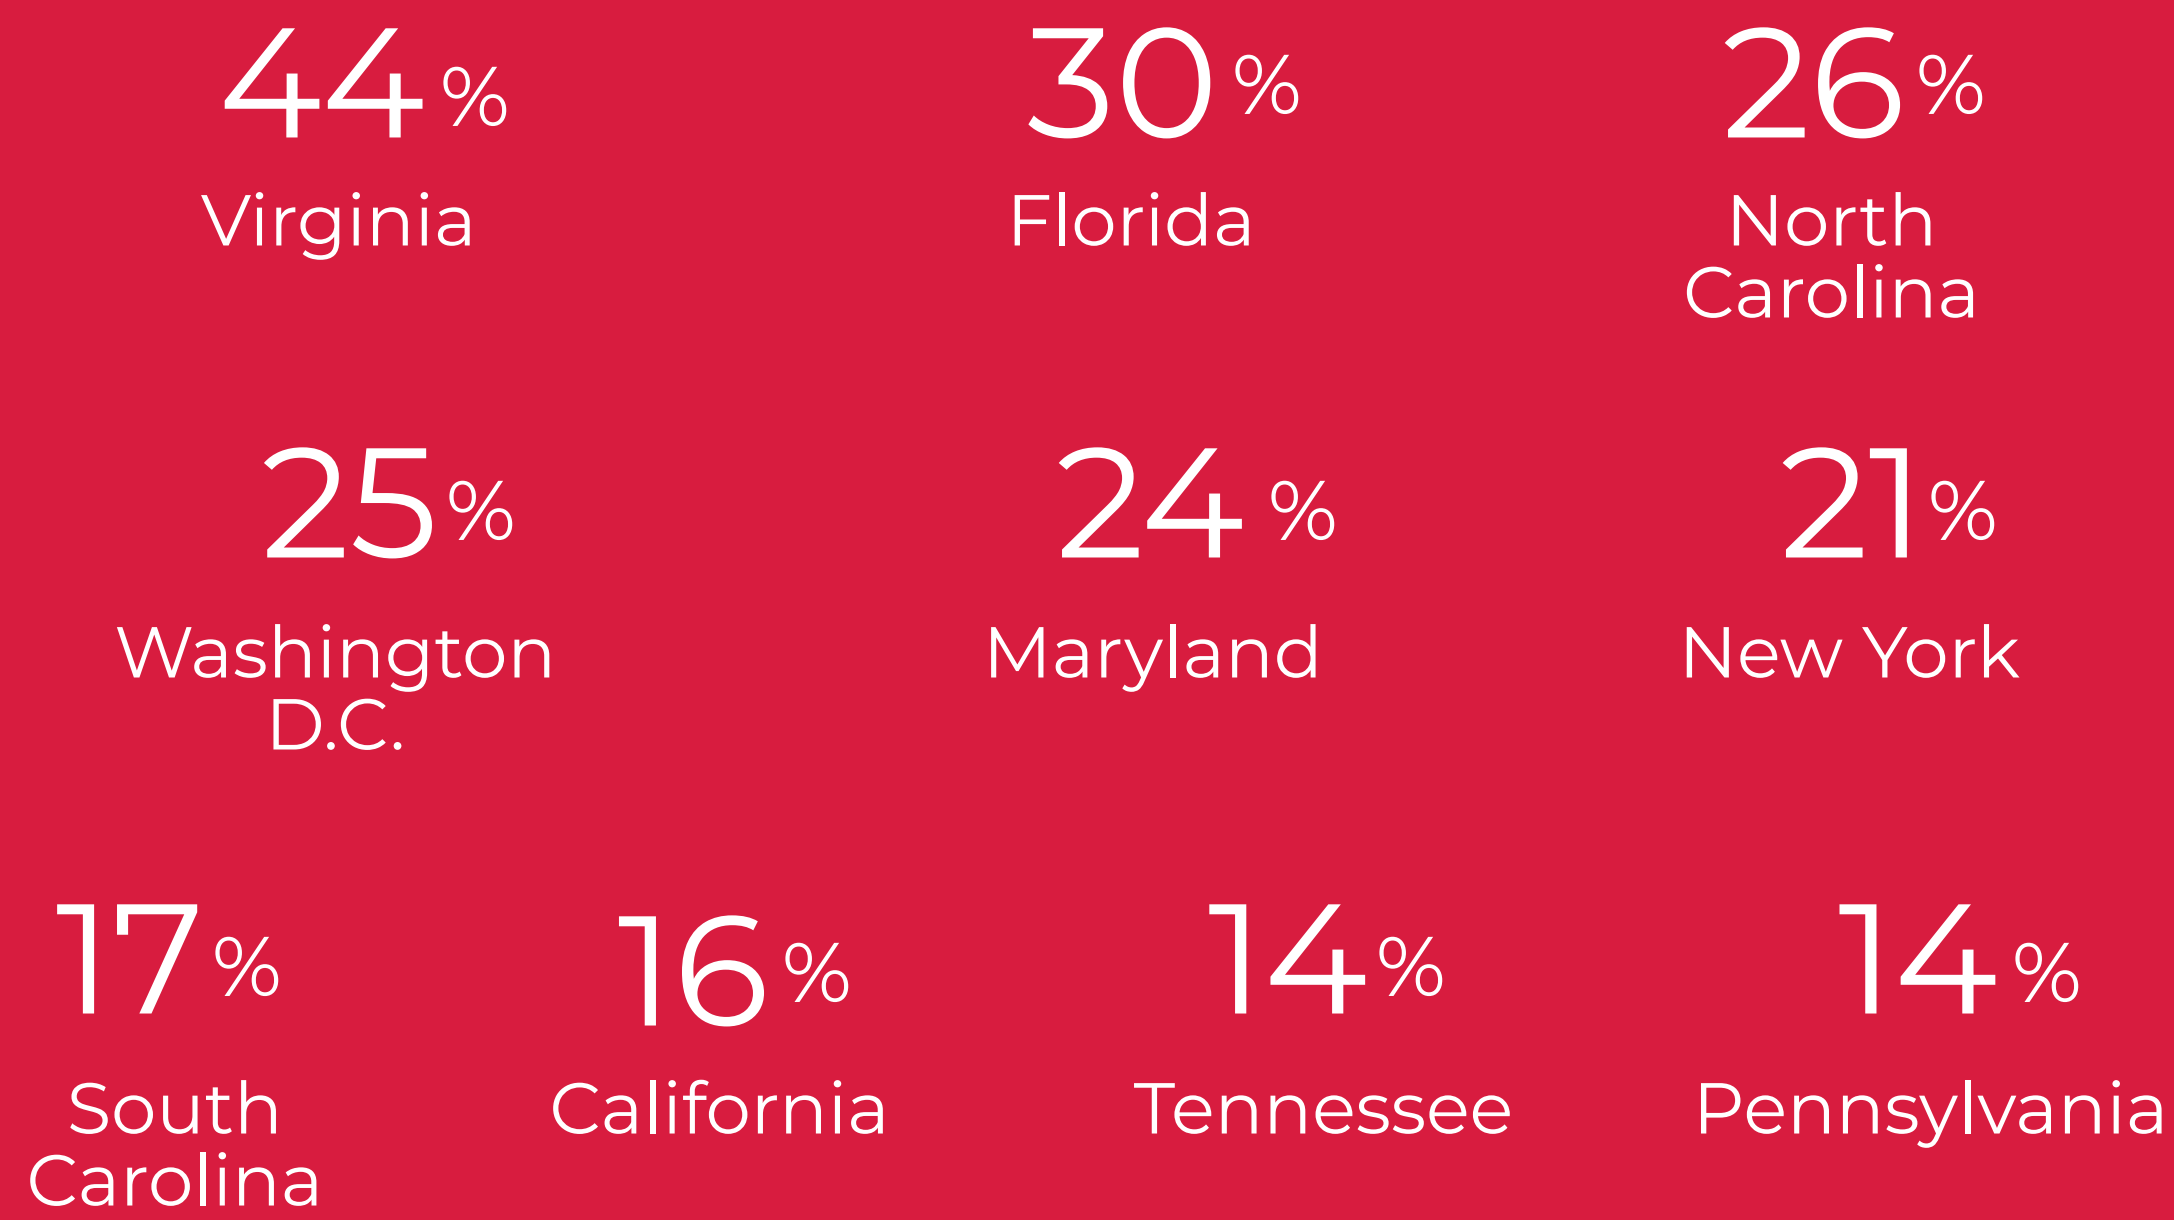 44 % 30 % 26 %
Virginia Florida North
Carolina
25 % 24 % 21 %
Washington Maryland New York
D.C.
17 % 16 % 14 % 14 %
South California Tennessee Pennsylvania
Carolina